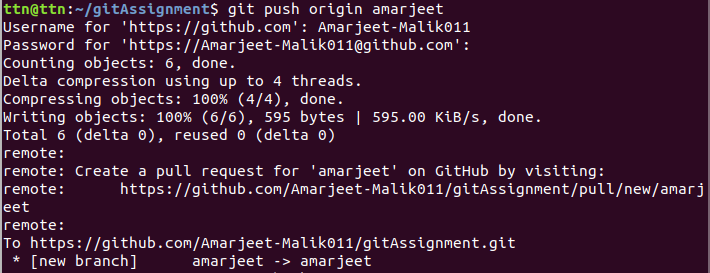 ttn@ttn:~/gitAssignment$ git push origin amarjeet
Username for 'https://github.com': Amarjeet-Malik011
Password for 'https://Amarjeet-Malik011@github.com':
Counting objects: 6, done.
Delta compression using up to 4 threads.
Compressing objects: 100% (4/4), done.
Writing objects: 100% (6/6), 595 bytes | 595.00 KiB/s, done.
Total 6 (delta 0), reused 0 (delta 0)
remote:
remote: Create a pull request for 'amarjeet' on GitHub by visiting:
remote:      https://github.com/Amarjeet-Malik011/gitAssignment/pull/new/amarj
eet
remote:
To https://github.com/Amarjeet-Malik011/gitAssignment.git
 * [new branch]      amarjeet -> amarjeet